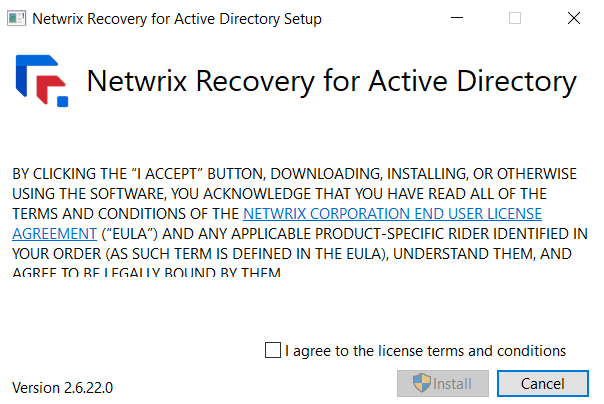 Netwrix Recovery for Active Directory Setup
Netwrix Recovery for Active Directory
BY CLICKING THE “I ACCEPT” BUTTON, DOWNLOADING, INSTALLING, OR OTHERWISE
USING THE SOFTWARE, YOU ACKNOWLEDGE THAT YOU HAVE READ ALL OF THE
TERMS AND CONDITIONS OF THE NETWRIX CORPORATION END USER LICENSE
AGREEMENT (“EULA”) AND ANY APPLICABLE PRODUCT-SPECIFIC RIDER IDENTIFIED IN
YOUR ORDER (AS SUCH TERM IS DEFINED IN THE EULA), UNDERSTAND THEM, AND
AGREE TO BE LEGALLY BOUND BY THEM
I agree to the license terms and conditions
Version 2.6.22.0
Install
Cancel